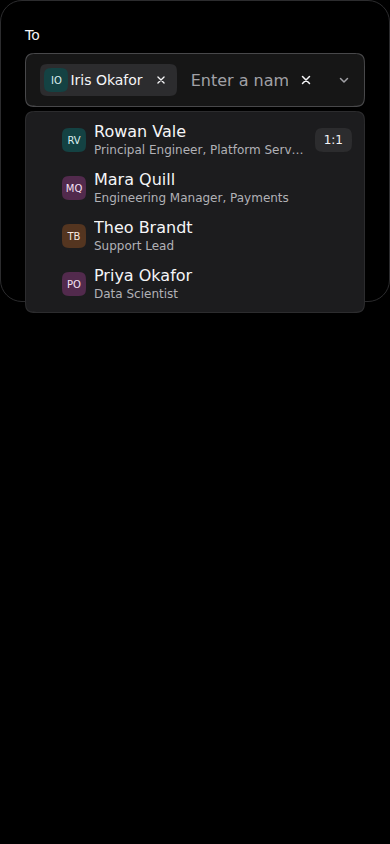 To
IO Iris Okafor Enter a nam
RV Rowan Vale
Principal Engineer, Platform Serv... 1:1
MQ Mara Quill
Engineering Manager, Payments
TB Theo Brandt
Support Lead
PO Priya Okafor
Data Scientist